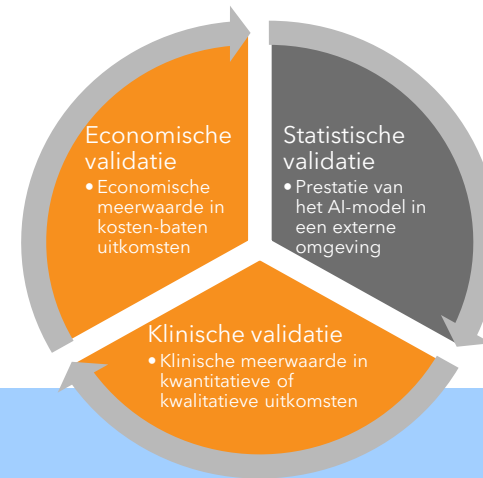 Economische
validatie
• Economische
meerwaarde in
kosten-baten
uitkomsten
Statistische
validatie
• Prestatie van
het AI-model in
een externe
omgeving
Klinische validatie
• Klinische meerwaarde in
kwantitatieve of
kwalitatieve uitkomsten